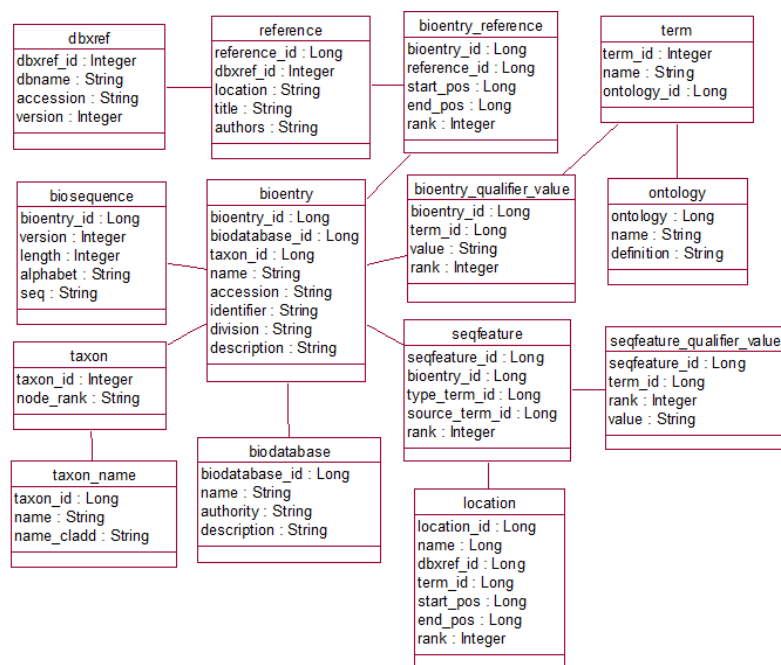 dbxref
dbxref_id : Integer
dbname : String
accession : String
version : Integer
reference
reference_id : Long
dbxref_id : Integer
location : String
title : String
authors : String
bioentry_reference
bioentry_id : Long
reference_id : Long
start_pos : Long
end_pos : Long
rank : Integer
term
term_id : Integer
name : String
ontology_id : Long
biosequence
bioentry_id : Long
version : Integer
length : Integer
alphabet : String
seq : String
bioentry
bioentry_id : Long
biodatabase_id : Long
taxon_id : Long
name : String
accession : String
identifier : String
division : String
description : String
bioentry_qualifier_value
bioentry_id : Long
term_id : Long
value : String
rank : Integer
ontology
ontology : Long
name : String
definition : String
taxon
taxon_id : Integer
node_rank : String
seqfeature
seqfeature_id : Long
bioentry_id : Long
type_term_id : Long
source_term_id : Long
rank : Integer
seqfeature_qualifier_value
seqfeature_id : Long
term_id : Long
rank : Integer
value : String
taxon_name
taxon_id : Long
name : String
name_cladd : String
biodatabase
biodatabase_id : Long
name : String
authority : String
description : String
location
location_id : Long
name : Long
dbxref_id : Long
term_id : Long
start_pos : Long
end_pos : Long
rank : Integer